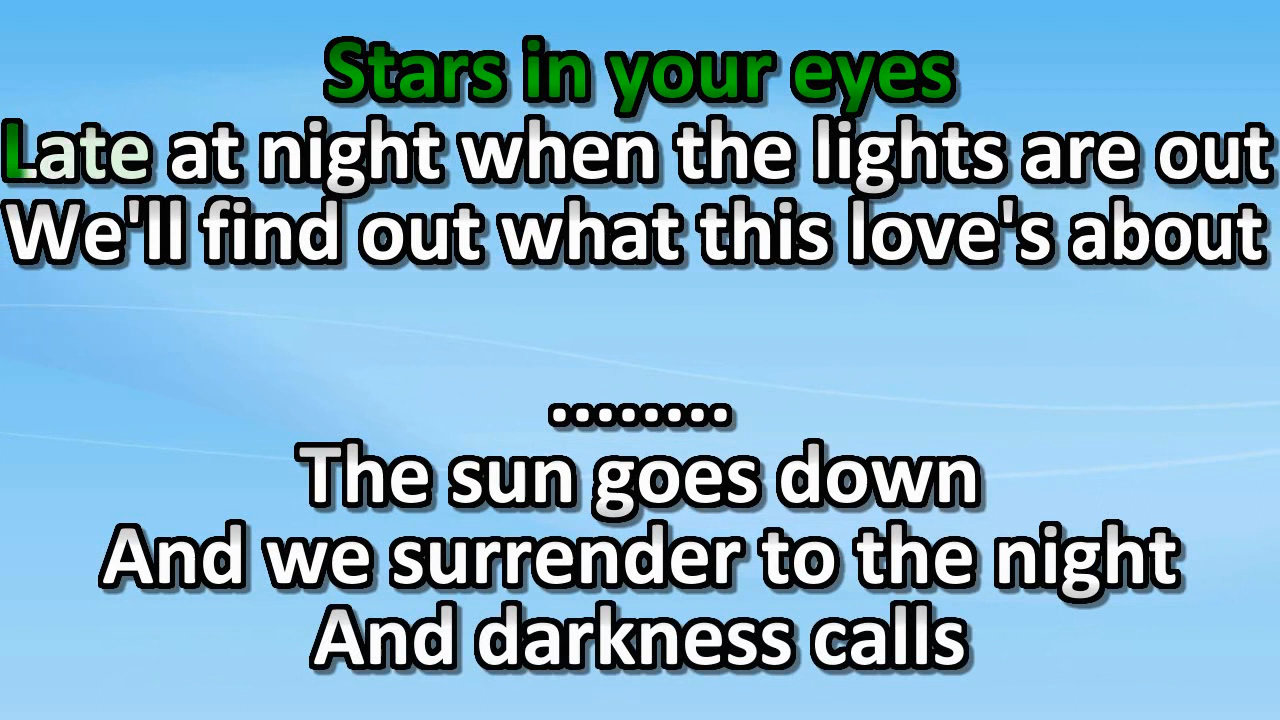 Stars in your eyes
Late at night when the lights are out
We'll find out what this love's about
........
The sun goes down
And we surrender to the night
And darkness calls